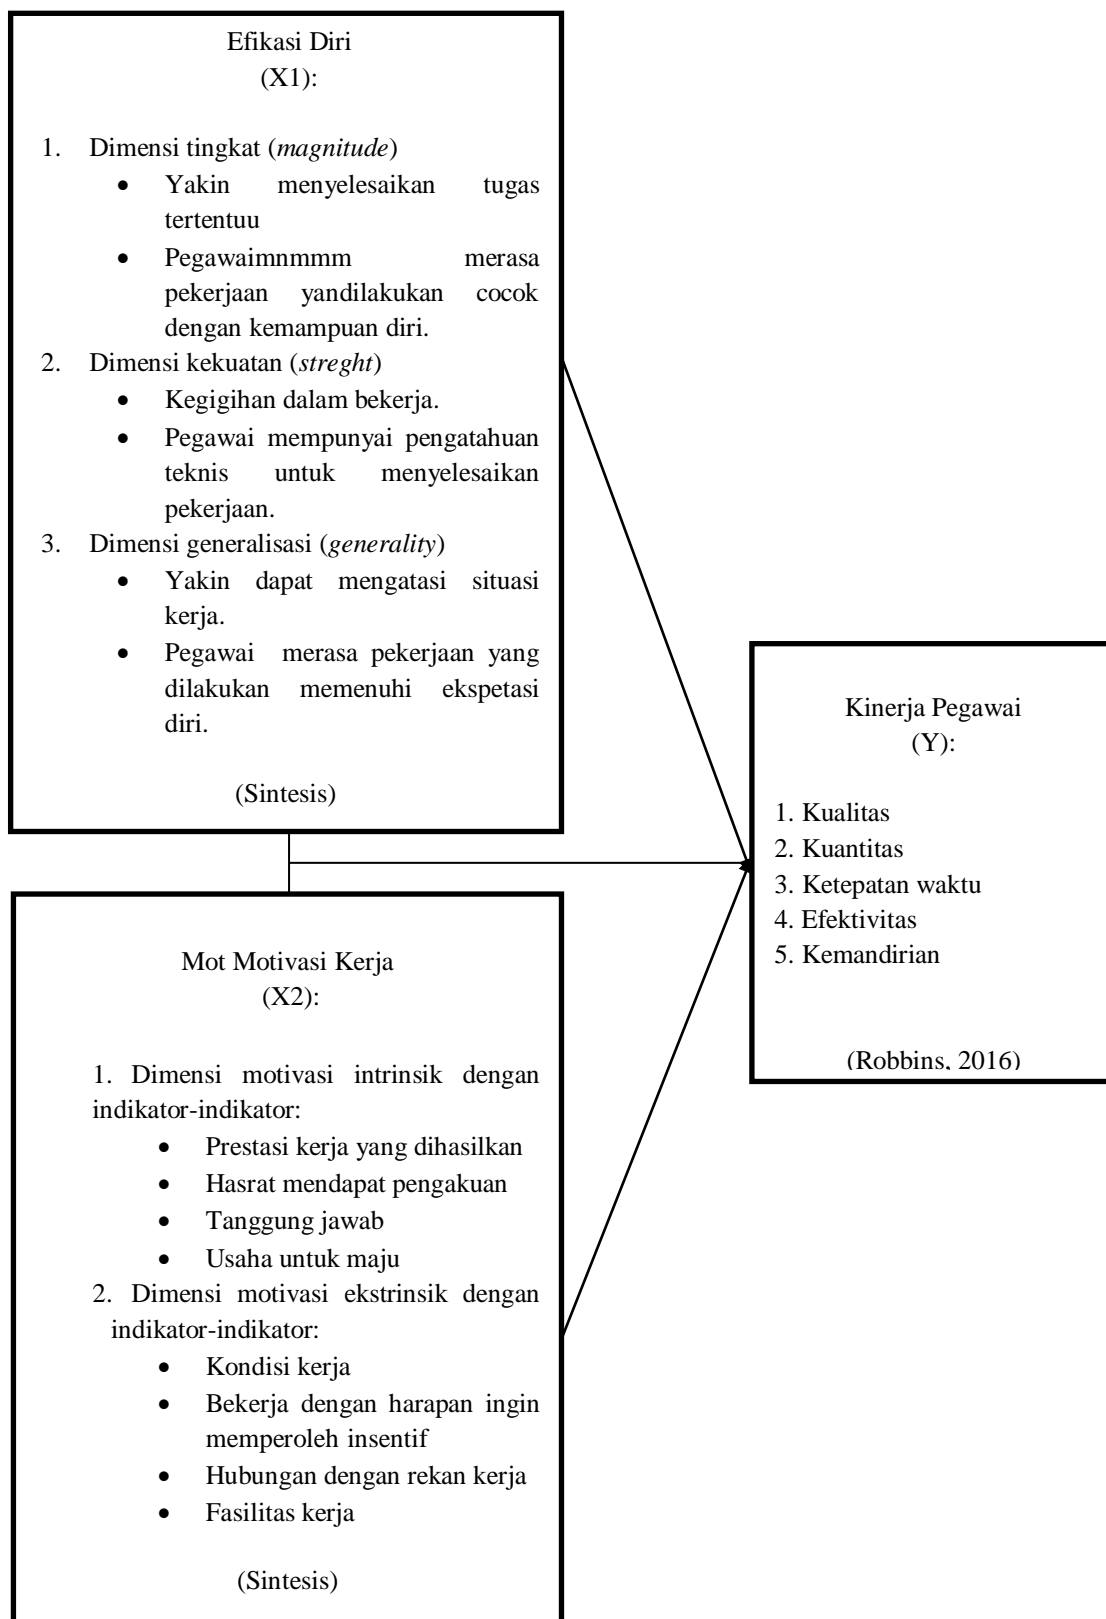 Efikasi Diri
(X1):
1. Dimensi tingkat (magnitude)
• Yakin menyelesaikan tugas
tertentuu
• Pegawaimnmmm merasa
pekerjaan yandilakukan cocok
dengan kemampuan diri.
2. Dimensi kekuatan (streght)
• Kegigihan dalam bekerja.
• Pegawai mempunyai pengatahuan
teknis untuk menyelesaikan
pekerjaan.
3. Dimensi generalisasi (generality)
• Yakin dapat mengatasi situasi
kerja.
• Pegawai merasa pekerjaan yang
dilakukan memenuhi ekspetasi
diri.
(Sintesis)
Mot Motivasi Kerja
(X2):
1. Dimensi motivasi intrinsik dengan
indikator-indikator:
• Prestasi kerja yang dihasilkan
• Hasrat mendapat pengakuan
• Tanggung jawab
• Usaha untuk maju
2. Dimensi motivasi ekstrinsik dengan
indikator-indikator:
• Kondisi kerja
• Bekerja dengan harapan ingin
memperoleh insentif
• Hubungan dengan rekan kerja
• Fasilitas kerja
(Sintesis)
Kinerja Pegawai
(Y):
1. Kualitas
2. Kuantitas
3. Ketepatan waktu
4. Efektivitas
5. Kemandirian
(Robbins, 2016)